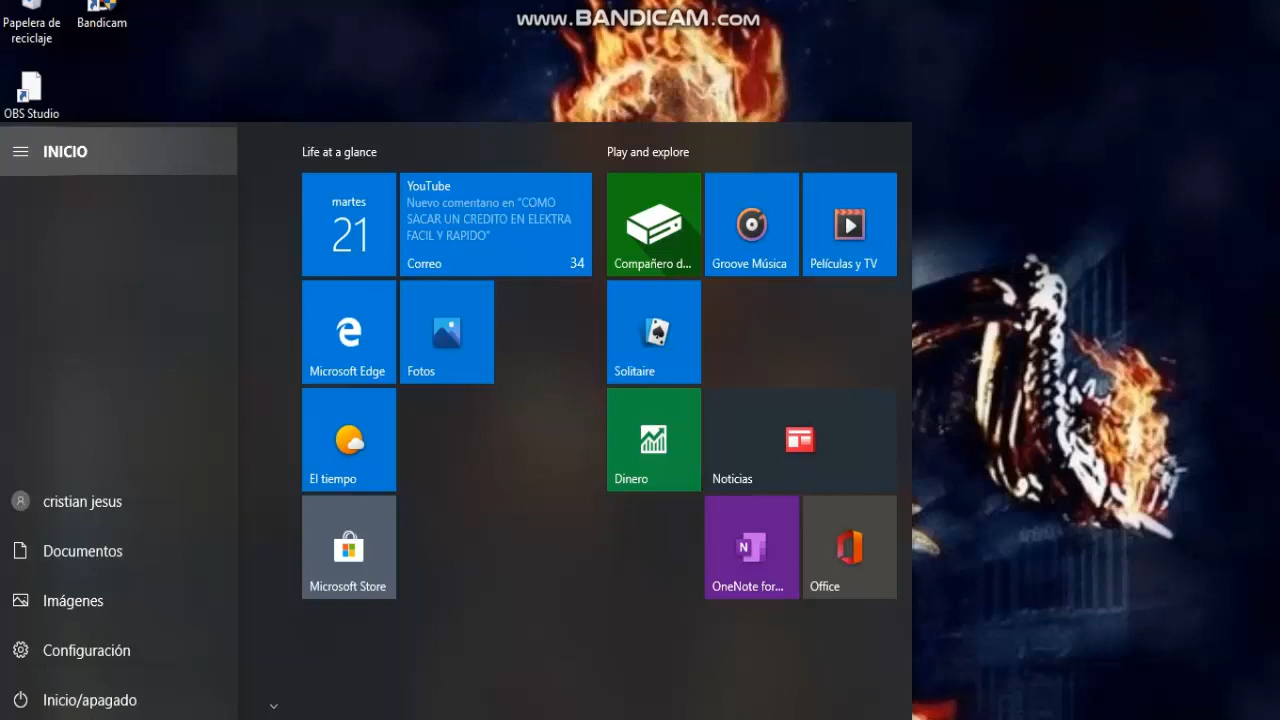 Papelera de
reciclaje
Bandicam
www.BANDICAM.com
OBS Studio
INICIO
Life at a glance
Play and explore
martes
21
YouTube
Nuevo comentario en "COMO
SACAR UN CREDITO EN ELEKTRA
FACIL Y RAPIDO"
Correo
34
Compañero d...
Groove Música
Películas y TV
Microsoft Edge
Fotos
Solitaire
El tiempo
Dinero
Noticias
Microsoft Store
OneNote for...
Office
cristian jesus
Documentos
Imágenes
Configuración
Inicio/apagado